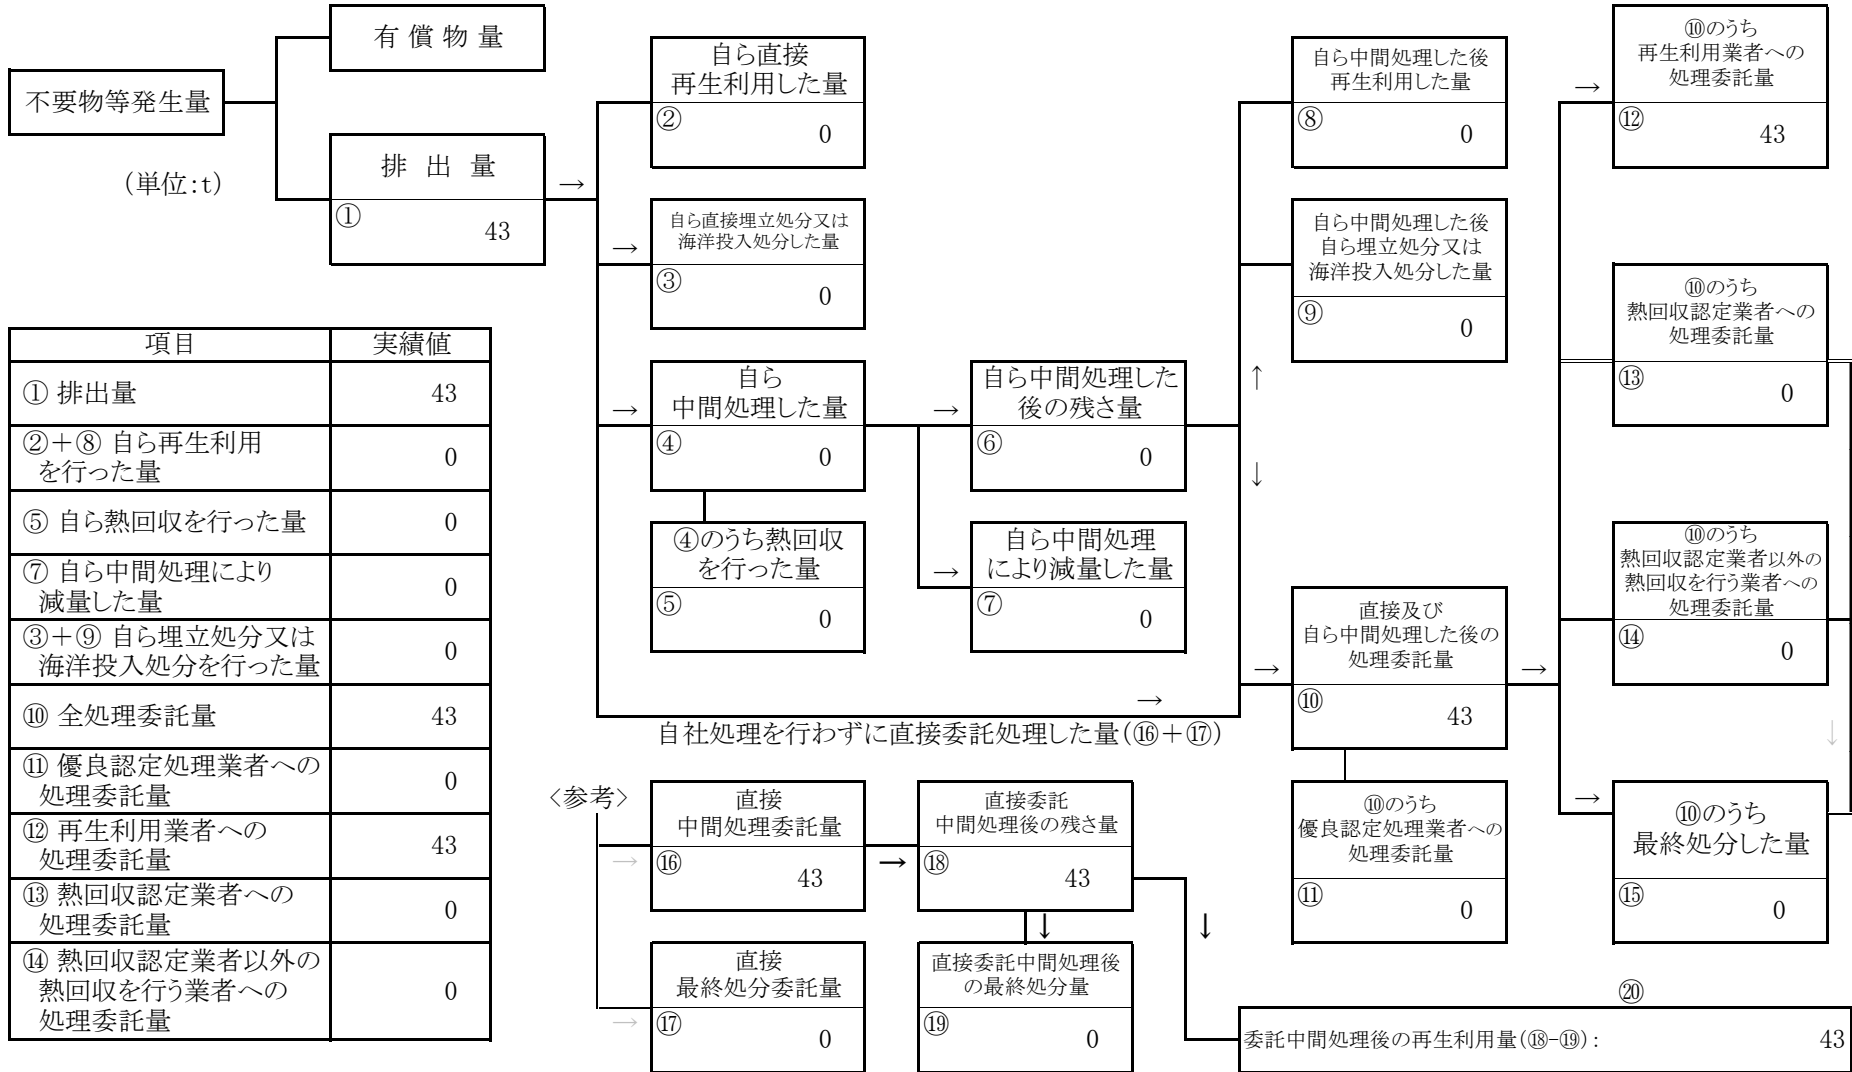 有 償 物 量
不要物等発生量
(単位:t)
排 出 量
①
43
→
自ら直接
再生利用した量
②
0
→
自ら直接埋立処分又は
海洋投入処分した量
③
0
→
自ら
中間処理した量
④
0
④のうち熱回収
を行った量
⑤
0
→
自ら中間処理した
後の残さ量
⑥
0
→
自ら中間処理
により減量した量
⑦
0
→
自社処理を行わずに直接委託処理した量(⑯+⑰)
↑
↓
自ら中間処理した後
再生利用した量
⑧
0
自ら中間処理した後
自ら埋立処分又は
海洋投入処分した量
⑨
0
→
直接及び
自ら中間処理した後の
処理委託量
⑩
43
→
⑩のうち
優良認定処理業者への
処理委託量
⑪
0
→
⑩のうち
再生利用業者への
処理委託量
⑫
43
⑩のうち
熱回収認定業者への
処理委託量
⑬
0
⑩のうち
熱回収認定業者以外の
熱回収を行う業者への
処理委託量
⑭
0
↓
→
⑩のうち
最終処分した量
⑮
0
項目 実績値
① 排出量 43
②+⑧ 自ら再生利用
を行った量 0
⑤ 自ら熱回収を行った量 0
⑦ 自ら中間処理により
減量した量 0
③+⑨ 自ら埋立処分又は
海洋投入処分を行った量 0
⑩ 全処理委託量 43
⑪ 優良認定処理業者への
処理委託量 0
⑫ 再生利用業者への
処理委託量 43
⑬ 熱回収認定業者への
処理委託量 0
⑭ 熱回収認定業者以外の
熱回収を行う業者への
処理委託量 0
<参考>
→
直接
中間処理委託量
⑯
43
→
直接委託
中間処理後の残さ量
⑱
43
↓
↓
→
直接
最終処分委託量
⑰
0
直接委託中間処理後
の最終処分量
⑲
0
⑳
委託中間処理後の再生利用量(⑱-⑲): 43